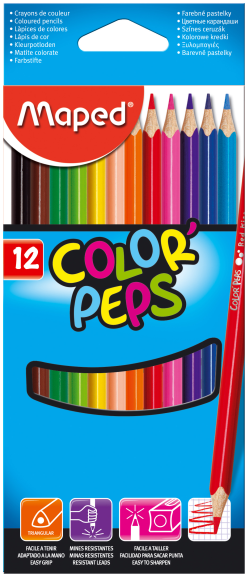 • Crayons de couleur
• Coloured pencils
• Lápices de colores
• Lápis de cor
• Kleurpotloden
• Matite colorate
• Farbstifte
• Farebné pastelky
• Цветные карандаши
• Színes ceruzák
• Kolorowe kredki
• Ξυλομπογιές
• Barevné pastelky
Maped
12
COLOR'
PEPS
COLOR'PEPS
TRIANGULAR
FACILE A TENIR
ADAPTADO A LA MANO
EASY GRIP
MINES RESISTANTES
MINAS RESISTENTES
RESISTANT LEADS
FACILE A TAILLER
FACILIDAD PARA SACAR PUNTA
EASY TO SHARPEN